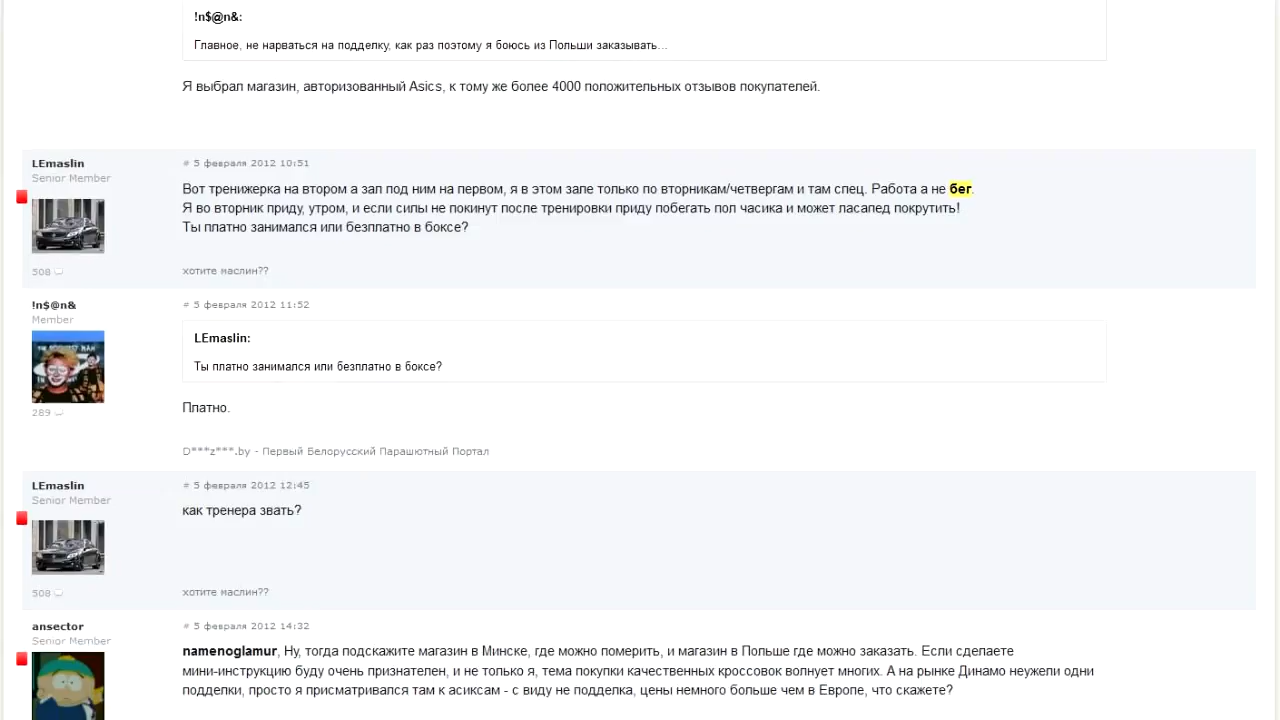 !n$@n&:
Главное, не нарваться на подделку, как раз поэтому я боюсь из Польши заказывать...
Я выбрал магазин, авторизованный Asics, к тому же более 4000 положительных отзывов покупателей.
LEmaslin
# 5 февраля 2012 10:51
Senior Member
Вот тренижерка на втором а зал под ним на первом, я в этом запе только по вторникам/четвергам и там спец. Работа а не бег.
Я во вторник приду, утром, и если силы не покинут после тренировки приду побегать пол часика и может ласапед покрутить!
Ты платно занимался или безплатно в боксе?
508
хотите маслин??
!n$@n&
# 5 февраля 2012 11:52
Member
LEmaslin:
Ты платно занимался или безплатно в боксе?
289
Платно.
D***z***.by - Первый Белорусский Парашютный Портал
LEmaslin
# 5 февраля 2012 12:45
Senior Member
как тренера звать?
508
хотите маслин??
ansector
# 5 февраля 2012 14:32
Senior Member
namenoglamur, Ну, тогда подскажите магазин в Минске, где можно померить, и магазин в Польше где можно заказать. Если сделаете
мини-инструкцию буду очень признателен, и не только я, тема покупки качественных кроссовок волнует многих. А на рынке Динамо неужели одни
подделки, просто я присматривался там к асиксам - с виду не подделка, цены немного больше чем в Европе, что скажете?